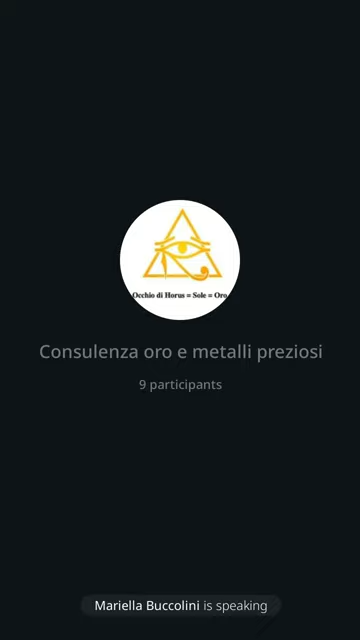 Occhio di Horus = Sole = Oro
Consulenza oro e metalli preziosi
9 participants
Mariella Buccolini is speaking